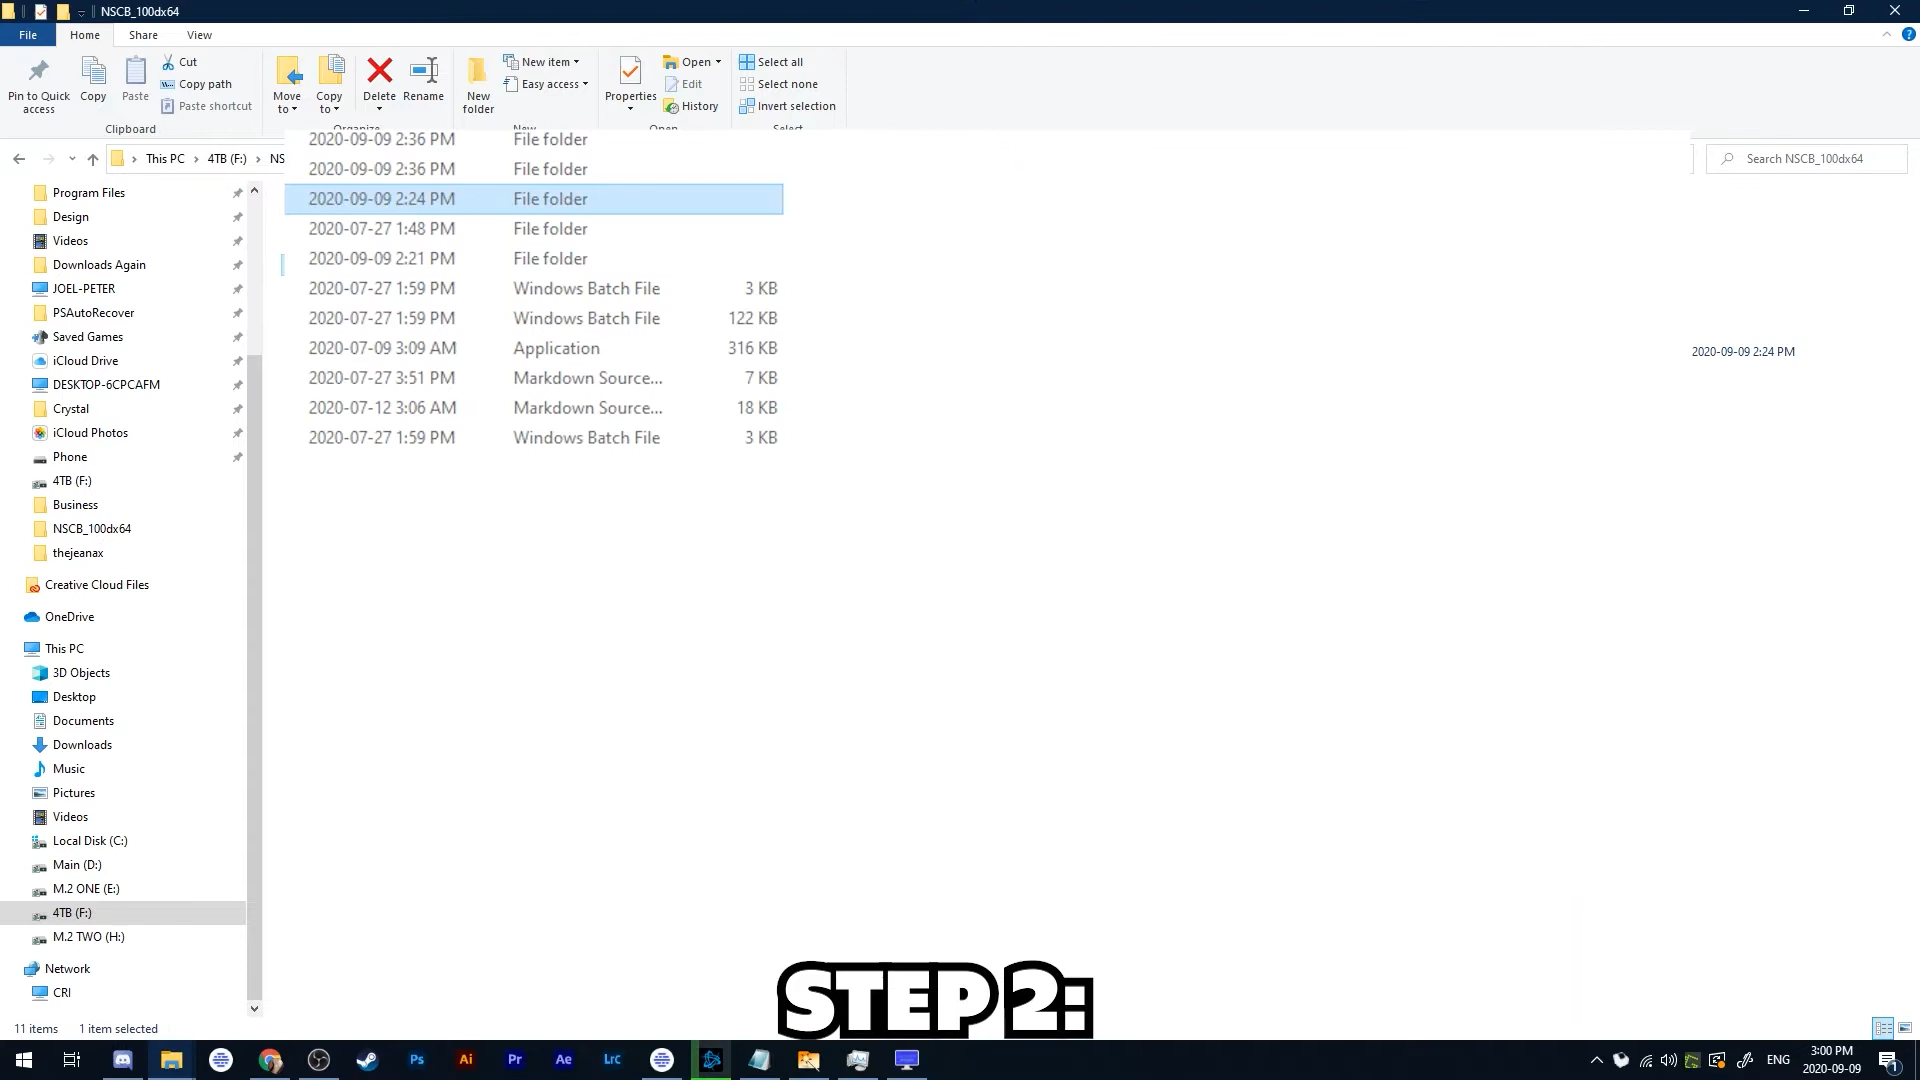 NSCB_100dx64
File
Home
Share
View
Pin to Quick access
Copy
Paste
Cut
Copy path
Paste shortcut
Move to
Copy to
Delete
Rename
New folder
New item
Easy access
Properties
Open
Edit
History
Select all
Select none
Invert selection
Clipboard
Organize
New
Open
Select
This PC
4TB (F:)
NS
Search NSCB_100dx64
2020-09-09 2:36 PM File folder
2020-09-09 2:36 PM File folder
2020-09-09 2:24 PM File folder
2020-07-27 1:48 PM File folder
2020-09-09 2:21 PM File folder
2020-07-27 1:59 PM Windows Batch File 3 KB
2020-07-27 1:59 PM Windows Batch File 122 KB
2020-07-09 3:09 AM Application 316 KB
2020-07-27 3:51 PM Markdown Source... 7 KB
2020-07-12 3:06 AM Markdown Source... 18 KB
2020-07-27 1:59 PM Windows Batch File 3 KB
2020-09-09 2:24 PM
Program Files
Design
Videos
Downloads Again
JOEL-PETER
PSAutoRecover
Saved Games
iCloud Drive
DESKTOP-6CPCAFM
Crystal
iCloud Photos
Phone
4TB (F:)
Business
NSCB_100dx64
thejeanax
Creative Cloud Files
OneDrive
This PC
3D Objects
Desktop
Documents
Downloads
Music
Pictures
Videos
Local Disk (C:)
Main (D:)
M.2 ONE (E:)
4TB (F:)
M.2 TWO (H:)
Network
CRI
11 items
1 item selected
STEP 2:
Ps
Ai
Pr
Ae
Lrc
ENG
3:00 PM
2020-09-09
1